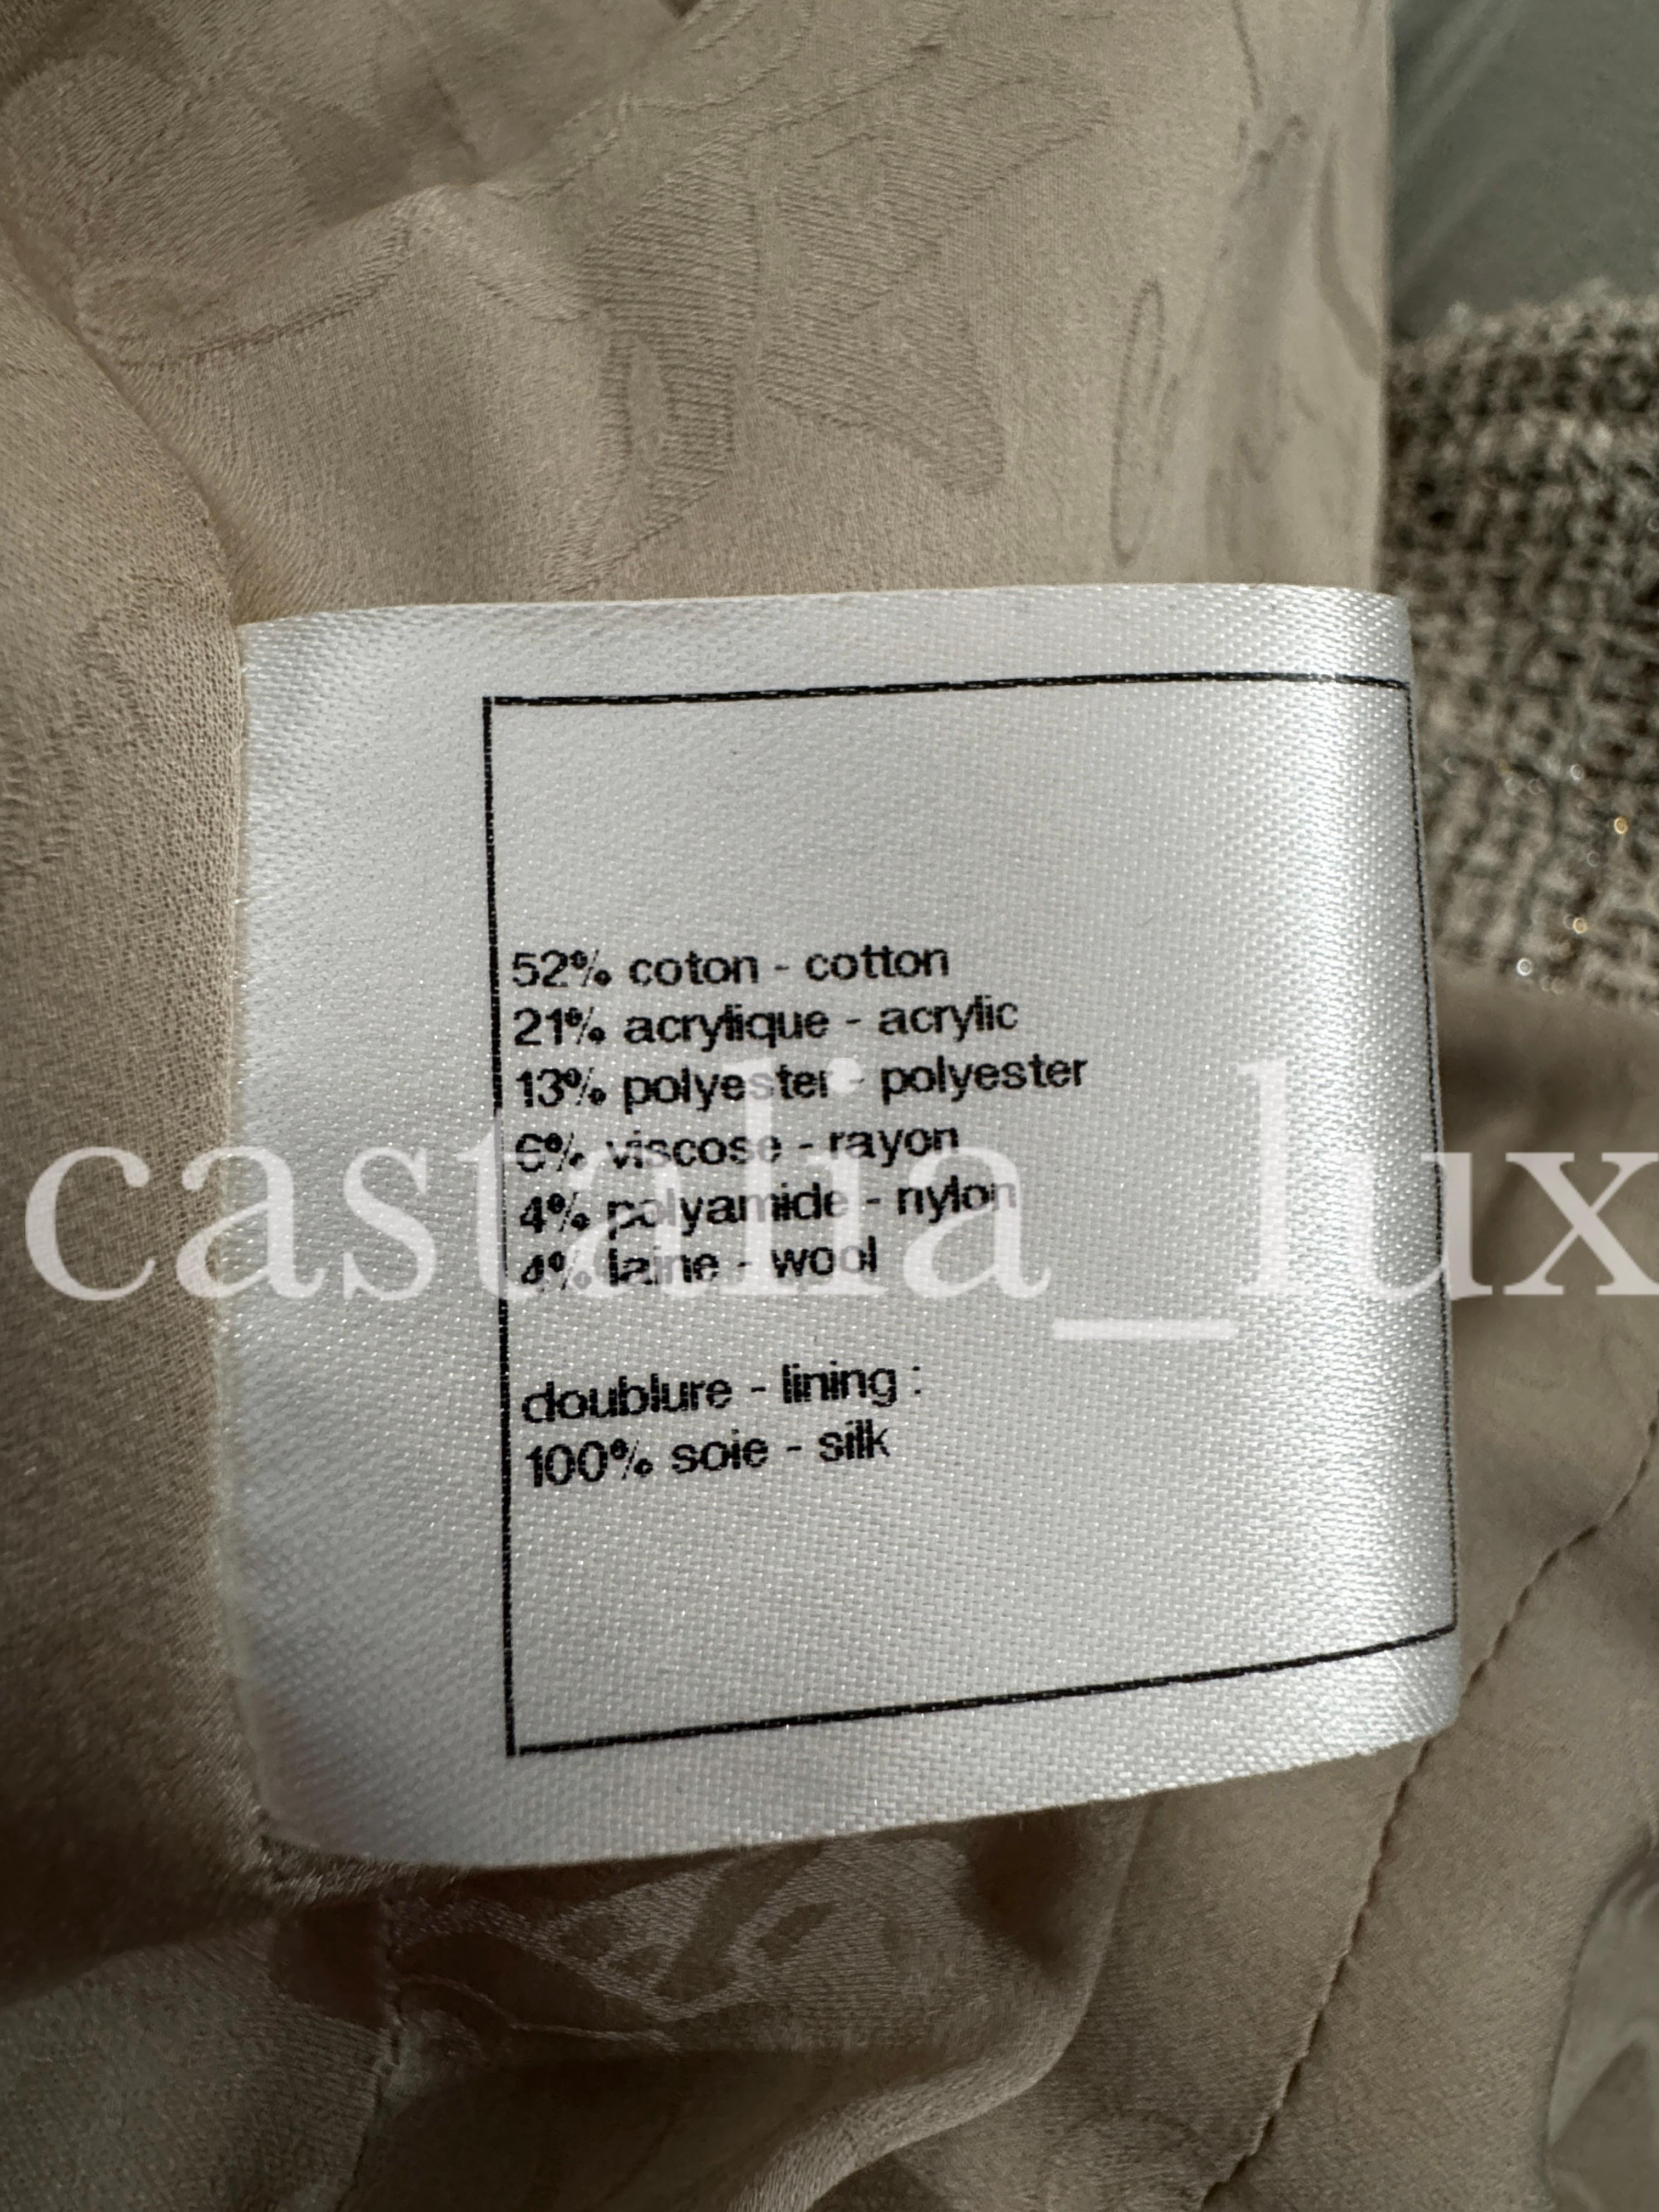 52% coton - cotton
21% acrylique - acrylic
13% polyester - polyester
6% viscose - rayon
4% polyamide - nylon
4% laine - wool
castalia_lux
doublure - lining :
100% soie - silk